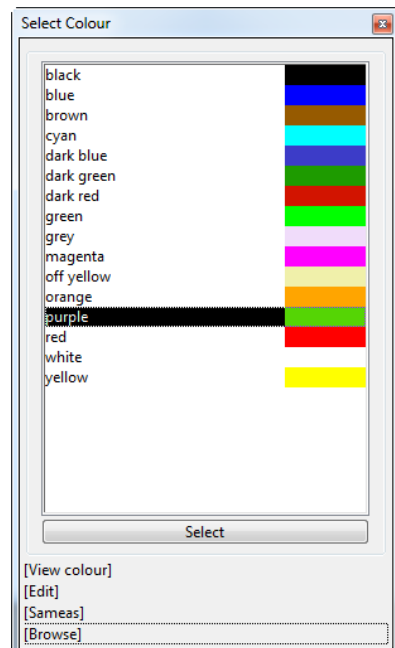 Select Colour
black
blue
brown
cyan
dark blue
dark green
dark red
green
grey
magenta
off yellow
orange
purple
red
white
yellow
Select
[View colour]
[Edit]
[Sameas]
[Browse]